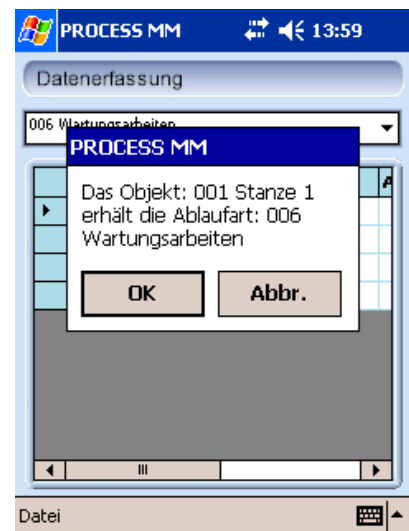 PROCESS MM 13:59
Datenerfassung
006 Wartungsarbeiten
PROCESS MM
A
Das Objekt: 001 Stanze 1
erhält die Ablaufart: 006
Wartungsarbeiten
OK Abbr.
Datei